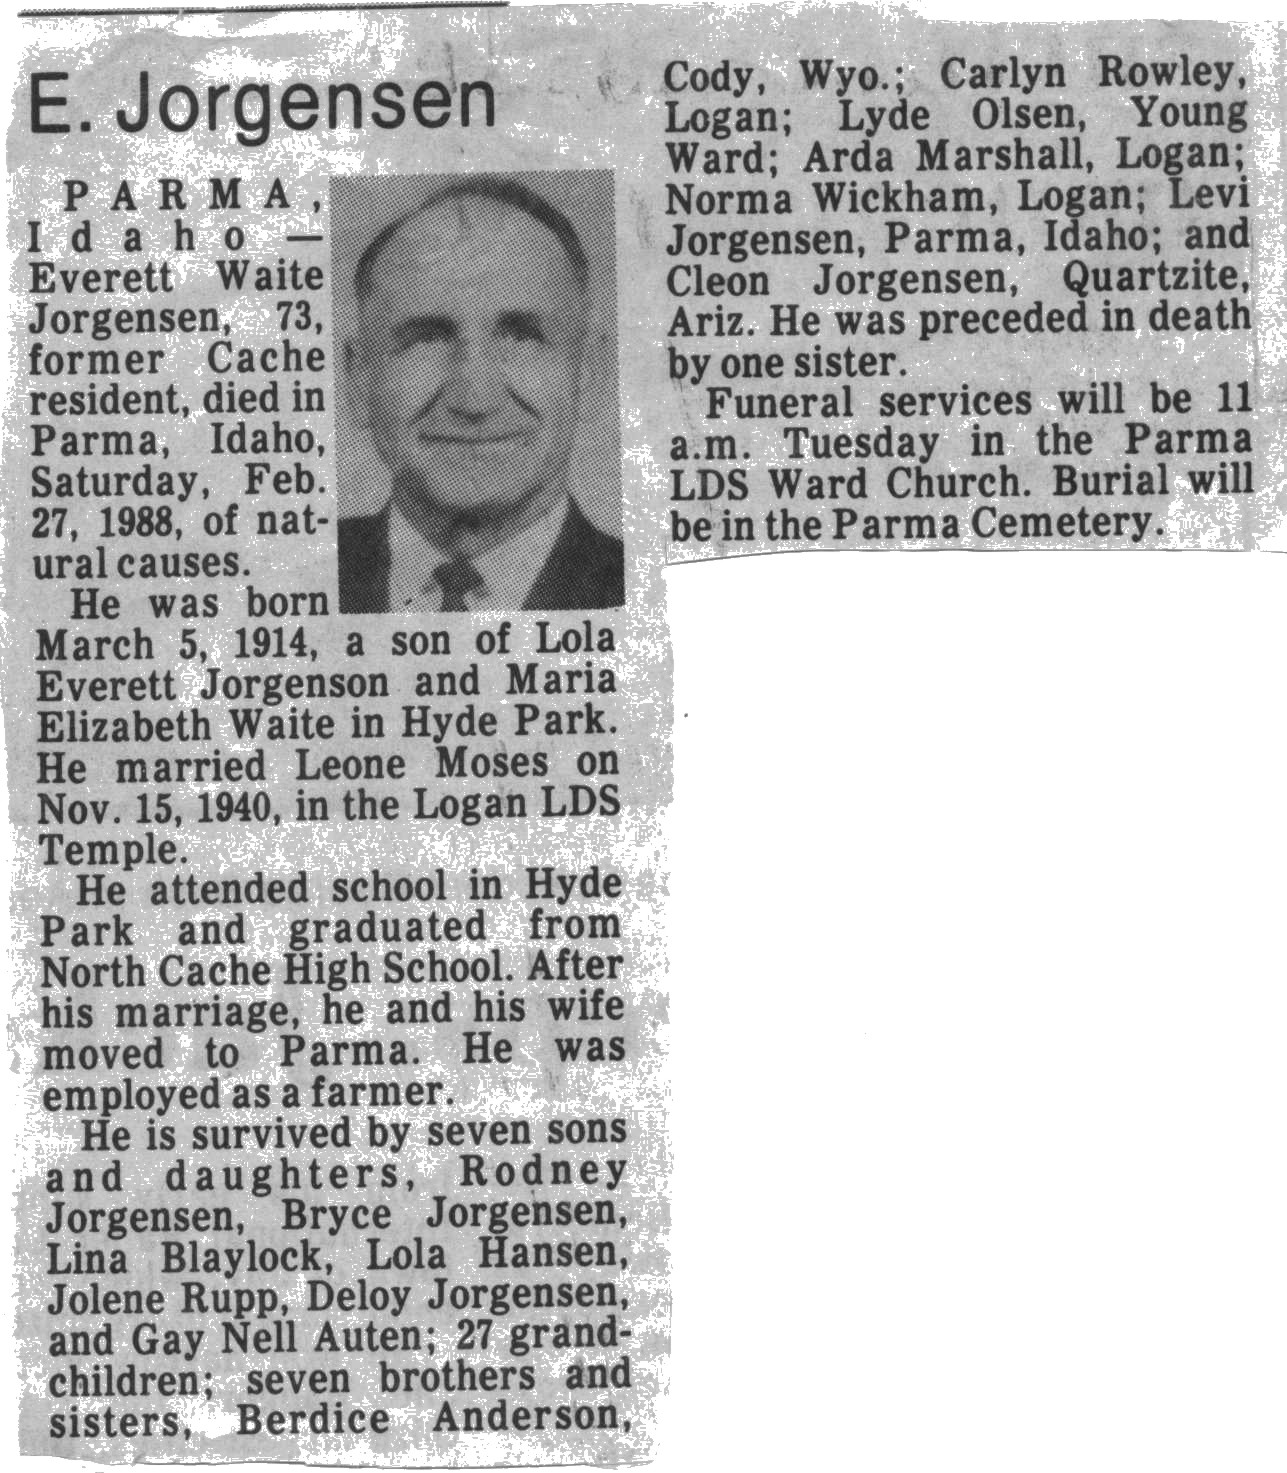 E. Jorgensen
PARMA,
Idaho —
Everett Waite
Jorgensen, 73,
former Cache
resident, died in
Parma, Idaho,
Saturday, Feb.
27, 1988, of nat-
ural causes.
He was born
March 5, 1914, a son of Lola
Everett Jorgenson and Maria
Elizabeth Waite in Hyde Park.
He married Leone Moses on
Nov. 15, 1940, in the Logan LDS
Temple.
He attended school in Hyde
Park and graduated from
North Cache High School. After
his marriage, he and his wife
moved to Parma. He was
employed as a farmer.
He is survived by seven sons
and daughters, Rodney
Jorgensen, Bryce Jorgensen,
Lina Blaylock, Lola Hansen,
Jolene Rupp, Deloy Jorgensen,
and Gay Nell Auten; 27 grand-
children; seven brothers and
sisters, Berdice Anderson,
Cody, Wyo.; Carlyn Rowley,
Logan; Lyde Olsen, Young
Ward; Arda Marshall, Logan;
Norma Wickham, Logan; Levi
Jorgensen, Parma, Idaho; and
Cleon Jorgensen, Quartzite,
Ariz. He was preceded in death
by one sister.
Funeral services will be 11
a.m. Tuesday in the Parma
LDS Ward Church. Burial will
be in the Parma Cemetery.